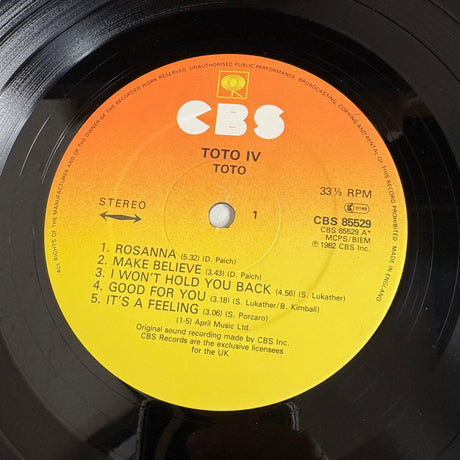 ALL RIGHTS OF THE MANUFACTURER AND OF THE OWNER OF THE RECORDED WORK RESERVED. UNAUTHORISED PUBLIC PERFORMANCE, BROADCASTING, COPYING AND RENTAL OF THIS RECORD PROHIBITED. MADE IN ENGLAND
CBS
TOTO IV
TOTO
STEREO
1
33⅓ RPM
CBS 85529
CBS 85529 A*
MCPS/BIEM
℗ 1982 CBS Inc.
1. ROSANNA (5.32) (D. Paich)
2. MAKE BELIEVE (3.43) (D. Paich)
3. I WON'T HOLD YOU BACK (4.56) (S. Lukather)
4. GOOD FOR YOU (3.18) (S. Lukather/B. Kimball)
5. IT'S A FEELING (3.06) (S. Porcaro)
(1-5) April Music Ltd.
Original sound recording made by CBS Inc.
CBS Records are the exclusive licensees
for the UK